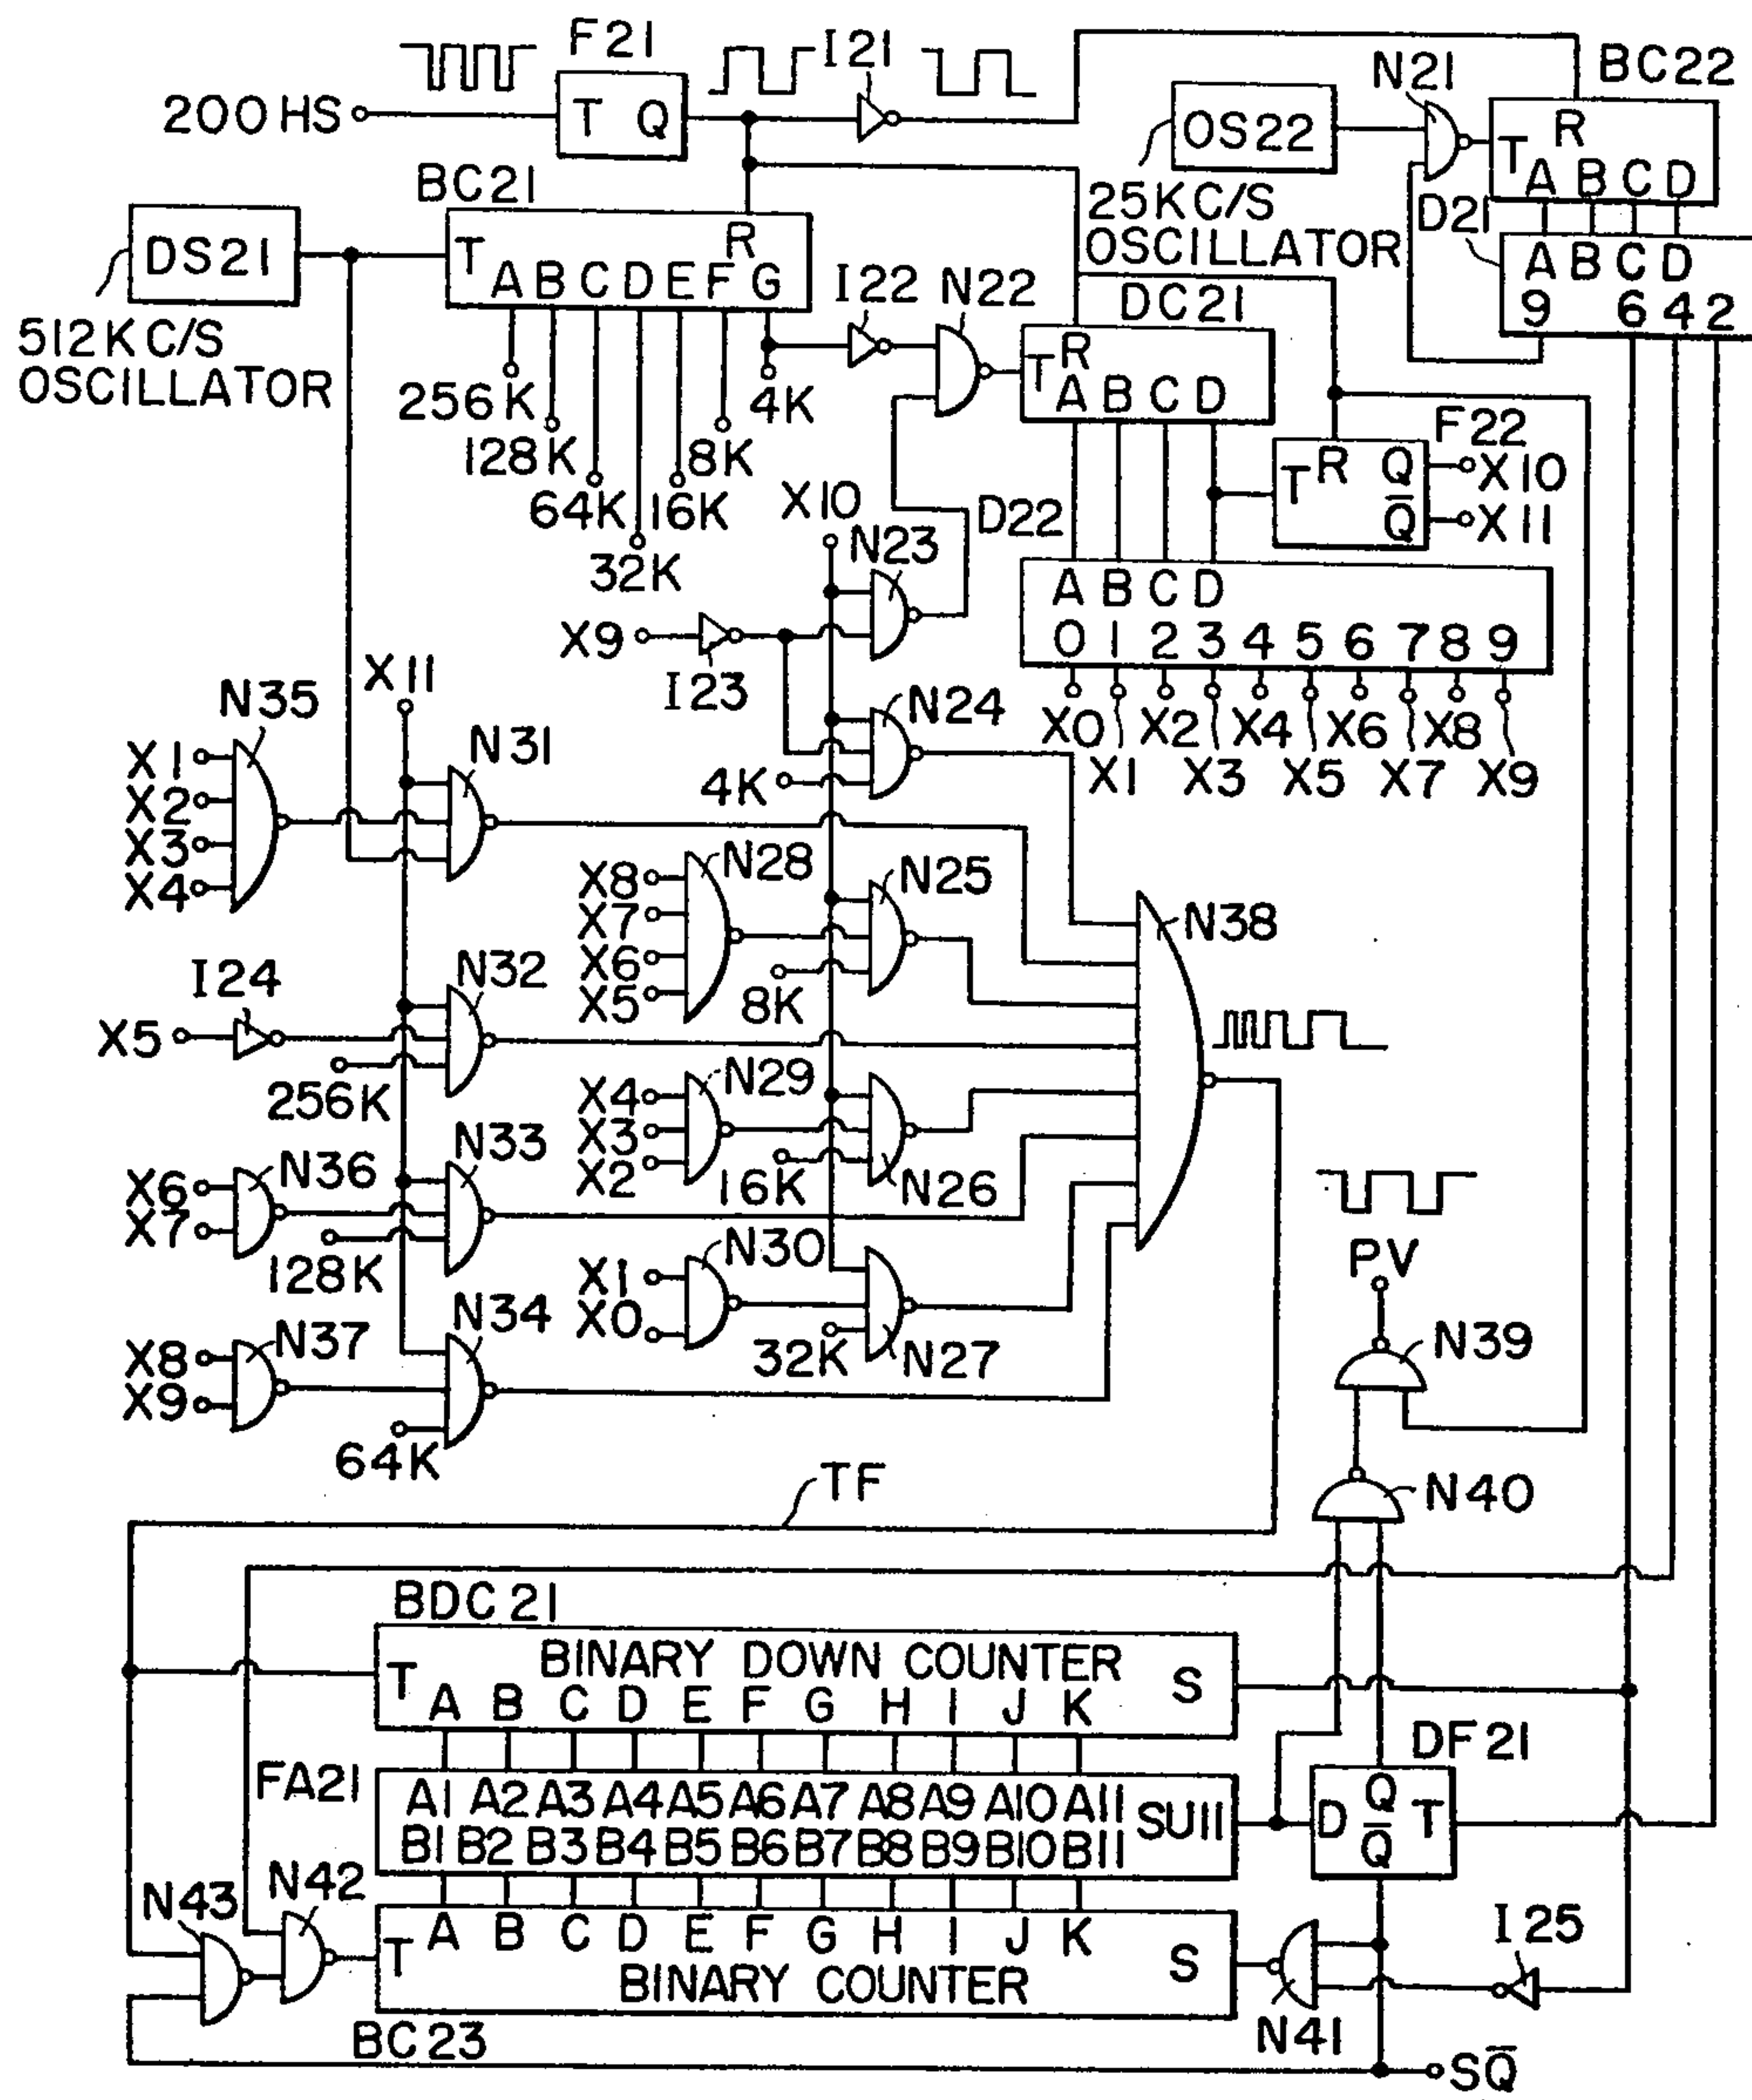 F21
I21
N21
BC22
200HS
T Q
OS22
R
T A B C D
BC21
25KC/S
OSCILLATOR
D21
DS21
R
T A B C D E F G
A B C D
9 6 4 2
I22
N22
DC21
512KC/S
OSCILLATOR
R
T A B C D
256K
4K
128K
8K
F22
64K
16K
X10
D22
T R Q
Q̅
X10
X11
32K
N23
A B C D
0 1 2 3 4 5 6 7 8 9
X9
I23
X11
N35
N24
X0 X2 X4 X6 X8
X1 X3 X5 X7 X9
N31
X1
X2
X3
X4
4K
N28
X8
X7
X6
X5
N25
N38
I24
N32
8K
X5
256K
N29
X4
X3
X2
N33
N36
16K
N26
X6
X7
128K
N30
PV
X1
X0
N34
N37
N39
X8
X9
32K
N27
64K
TF
N40
BDC21
BINARY DOWN COUNTER
T A B C D E F G H I J K S
DF21
FA21
A1 A2 A3 A4 A5 A6 A7 A8 A9 A10 A11
SU11
B1 B2 B3 B4 B5 B6 B7 B8 B9 B10 B11
Q
D T
Q̅
N42
N43
T A B C D E F G H I J K S
BINARY COUNTER
I25
N41
BC23
SQ̅